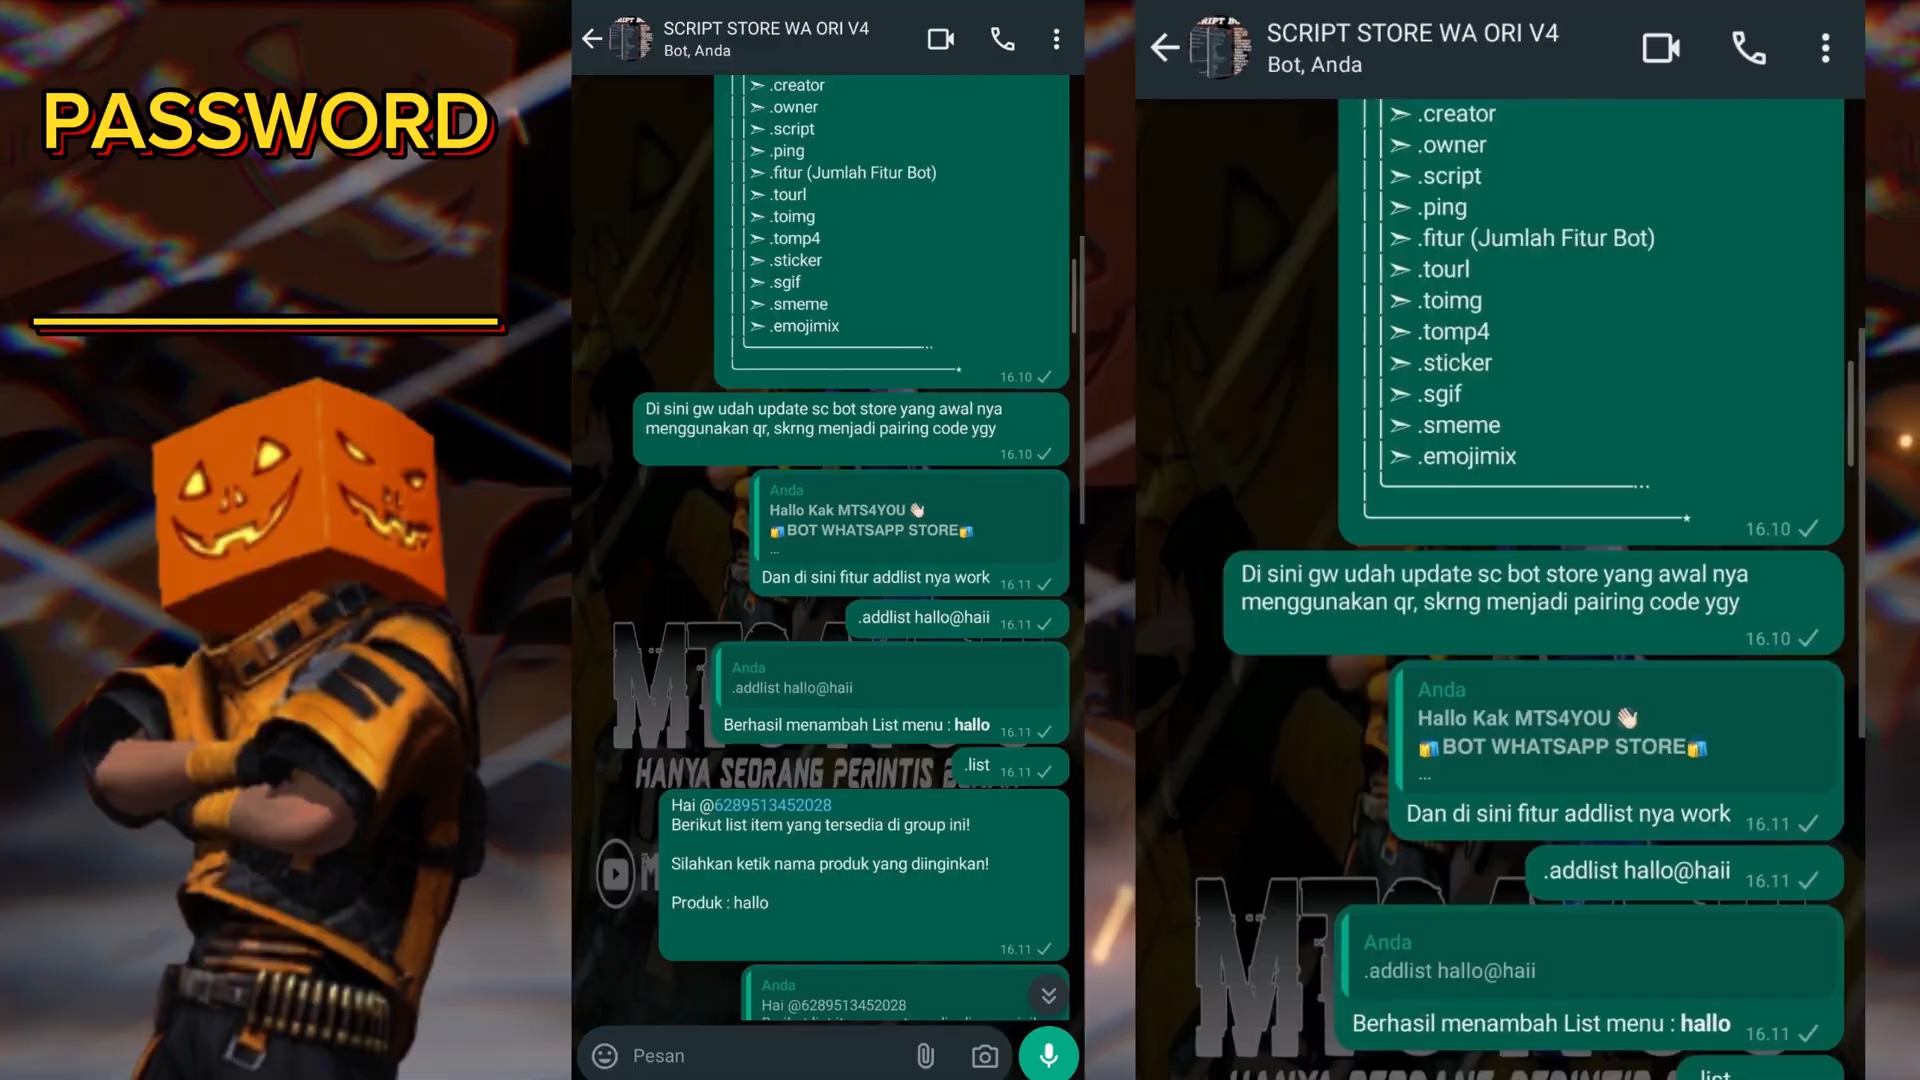 PASSWORD
SCRIPT STORE WA ORI V4
Bot, Anda
➣ .creator
➣ .owner
➣ .script
➣ .ping
➣ .fitur (Jumlah Fitur Bot)
➣ .tourl
➣ .toimg
➣ .tomp4
➣ .sticker
➣ .sgif
➣ .smeme
➣ .emojimix
16.10
Di sini gw udah update sc bot store yang awal nya
menggunakan qr, skrng menjadi pairing code ygy
16.10
Anda
Hallo Kak MTS4YOU 👋🏻
🛍️BOT WHATSAPP STORE🛍️
...
Dan di sini fitur addlist nya work 16.11
.addlist hallo@haii 16.11
Anda
.addlist hallo@haii
Berhasil menambah List menu : hallo 16.11
HANYA SEORANG PERINTIS
.list 16.11
Hai @6289513452028
Berikut list item yang tersedia di group ini!
Silahkan ketik nama produk yang diinginkan!
Produk : hallo
16.11
Anda
Hai @6289513452028
Pesan
SCRIPT STORE WA ORI V4
Bot, Anda
➣ .creator
➣ .owner
➣ .script
➣ .ping
➣ .fitur (Jumlah Fitur Bot)
➣ .tourl
➣ .toimg
➣ .tomp4
➣ .sticker
➣ .sgif
➣ .smeme
➣ .emojimix
16.10
Di sini gw udah update sc bot store yang awal nya
menggunakan qr, skrng menjadi pairing code ygy
16.10
Anda
Hallo Kak MTS4YOU 👋🏻
🛍️BOT WHATSAPP STORE🛍️
...
Dan di sini fitur addlist nya work 16.11
.addlist hallo@haii 16.11
Anda
.addlist hallo@haii
Berhasil menambah List menu : hallo 16.11
.list